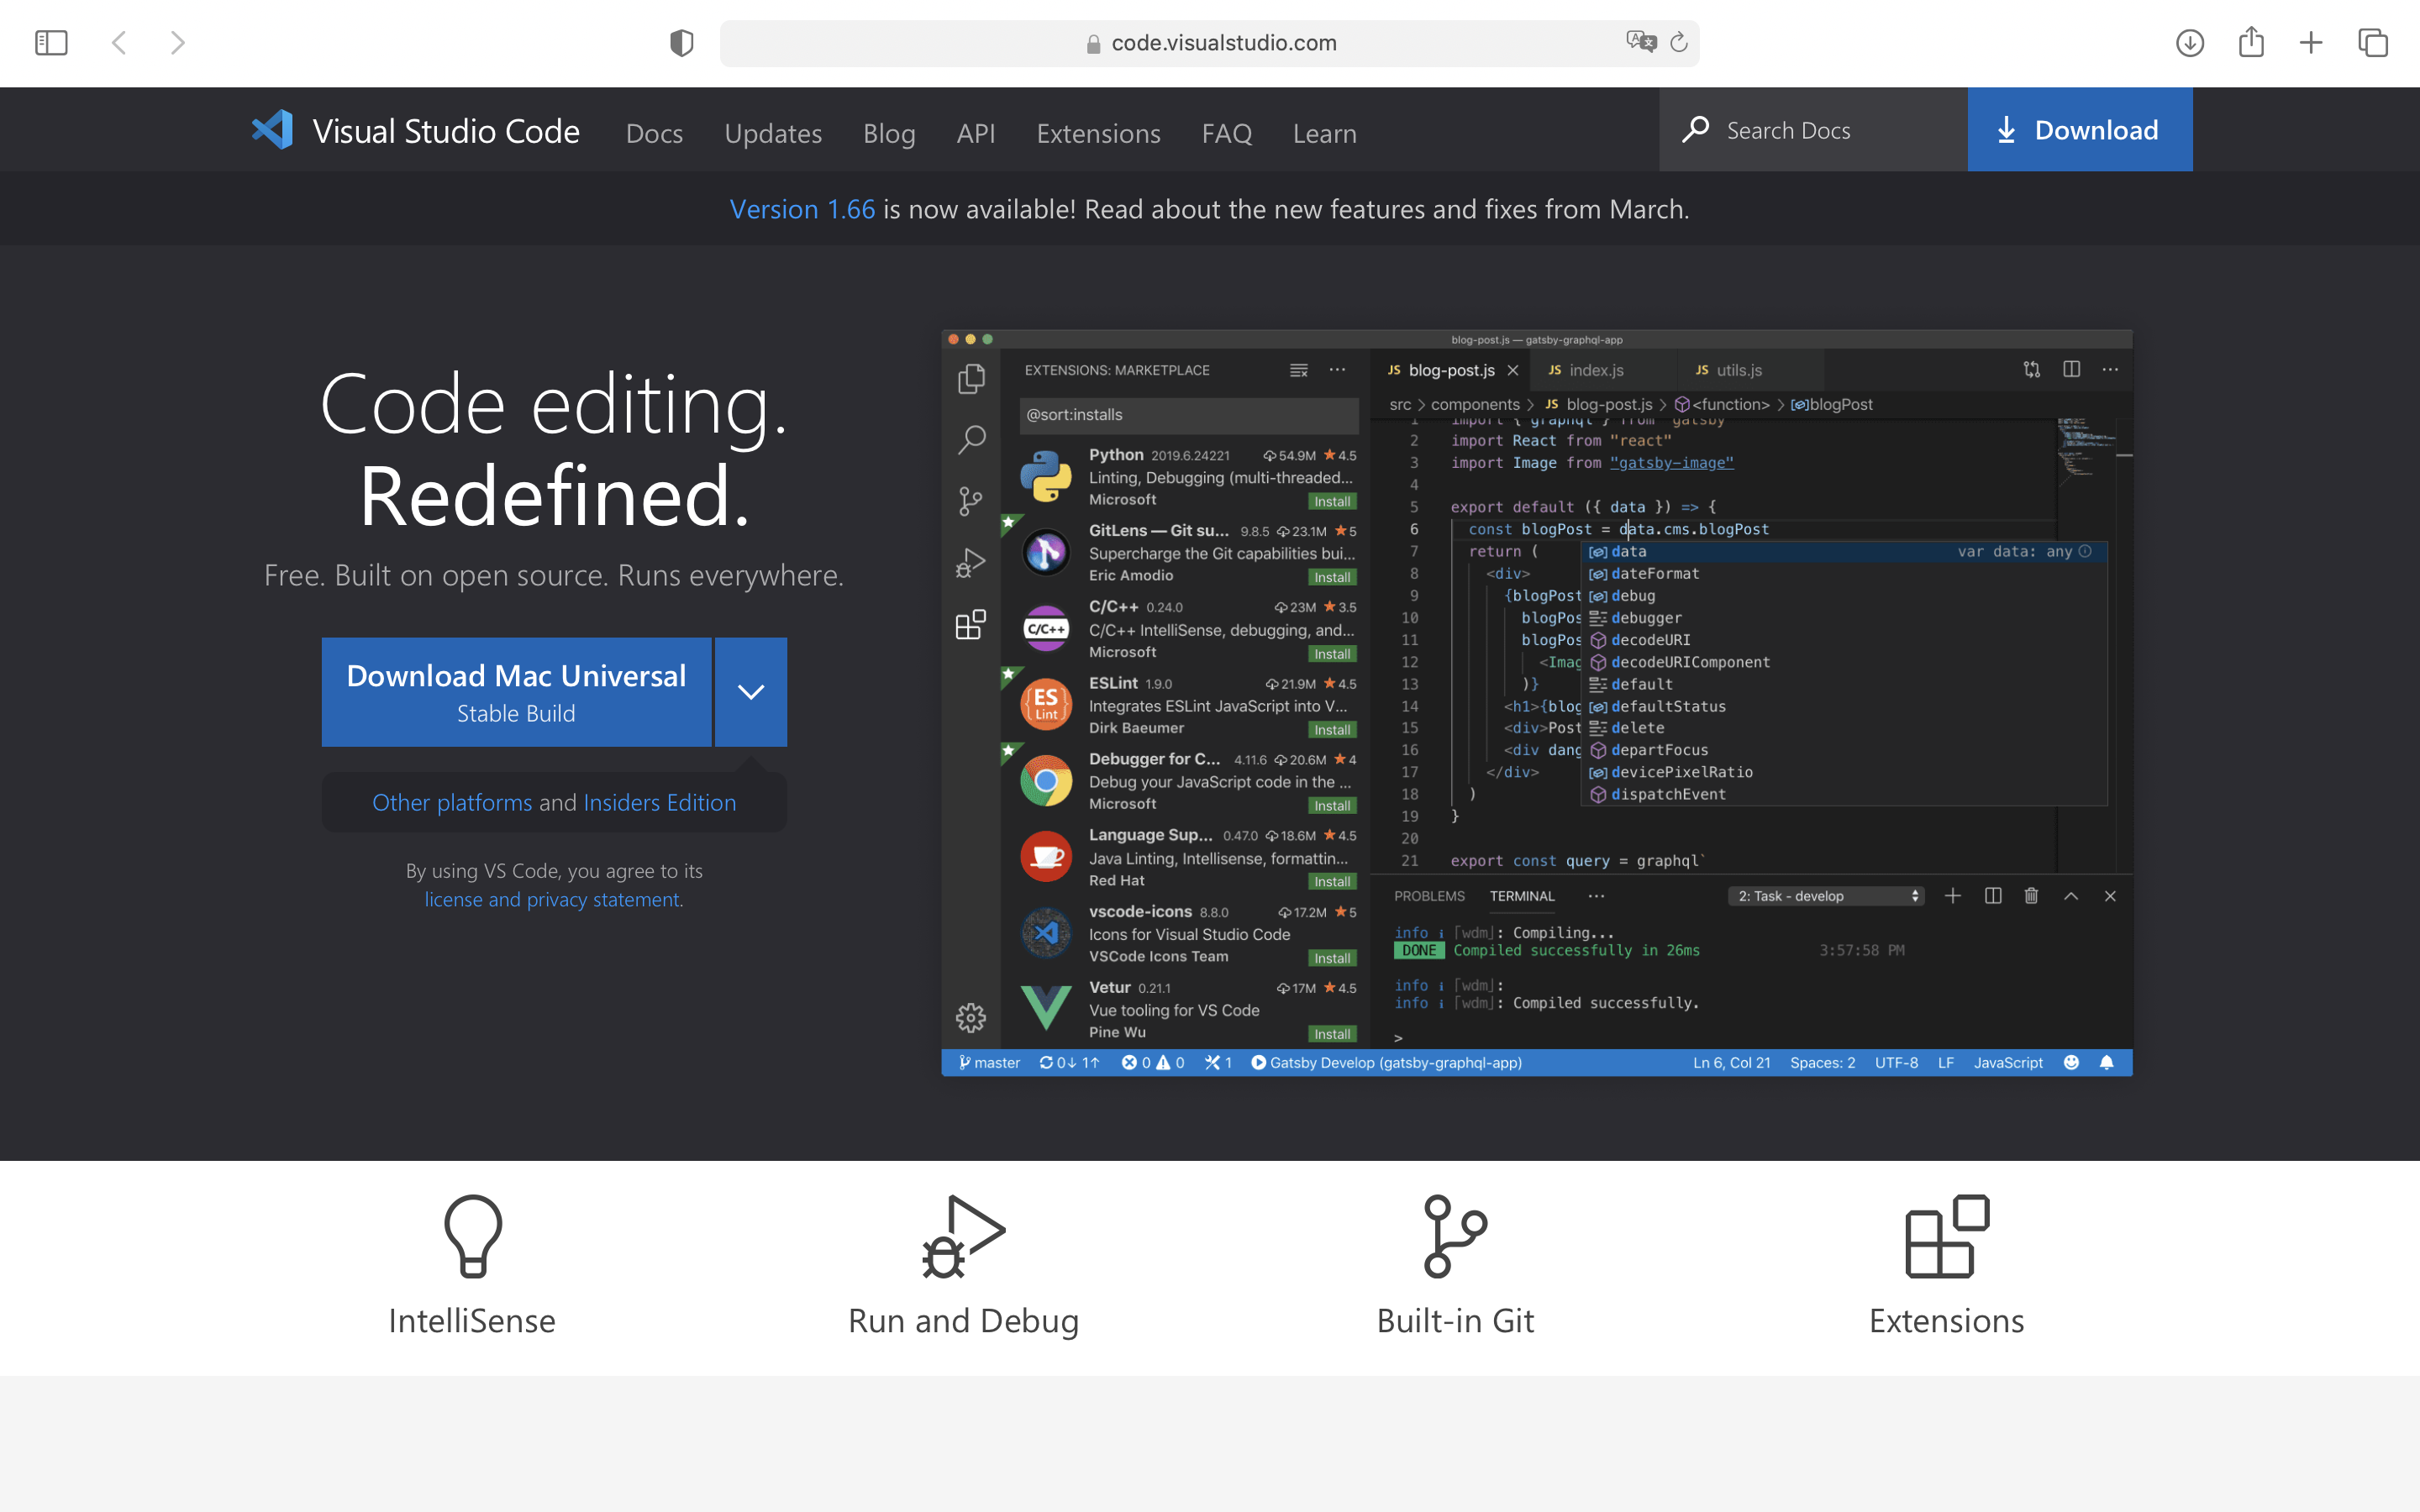 code.visualstudio.com
Visual Studio Code Docs Updates Blog API Extensions FAQ Learn Search Docs Download
Version 1.66 is now available! Read about the new features and fixes from March.
Code editing.
Redefined.
Free. Built on open source. Runs everywhere.
Download Mac Universal
Stable Build
Other platforms and Insiders Edition
By using VS Code, you agree to its
license and privacy statement.
blog-post.js — gatsby-graphql-app
EXTENSIONS: MARKETPLACE
@sort:installs
Python 2019.6.24221 54.9M 4.5
Linting, Debugging (multi-threaded...
Microsoft Install
GitLens — Git su... 9.8.5 23.1M 5
Supercharge the Git capabilities bui...
Eric Amodio Install
C/C++
C/C++ 0.24.0 23M 3.5
C/C++ IntelliSense, debugging, and...
Microsoft Install
ES
Lint
ESLint 1.9.0 21.9M 4.5
Integrates ESLint JavaScript into V...
Dirk Baeumer Install
Debugger for C... 4.11.6 20.6M 4
Debug your JavaScript code in the ...
Microsoft Install
Language Sup... 0.47.0 18.6M 4.5
Java Linting, Intellisense, formattin...
Red Hat Install
vscode-icons 8.8.0 17.2M 5
Icons for Visual Studio Code
VSCode Icons Team Install
Vetur 0.21.1 17M 4.5
Vue tooling for VS Code
Pine Wu Install
JS blog-post.js JS index.js JS utils.js
src > components > JS blog-post.js > <function> > blogPost
1 import { graphql } from "gatsby"
2 import React from "react"
3 import Image from "gatsby-image"
4
5 export default ({ data }) => {
6 const blogPost = data.cms.blogPost
7 return (
8 <div>
9 {blogPost
10 blogPos
11 blogPos
12 <Imag
13 )}
14 <h1>{blog
15 <div>Post
16 <div dang
17 </div>
18 )
19 }
20
21 export const query = graphql`
data var data: any
dateFormat
debug
debugger
decodeURI
decodeURIComponent
default
defaultStatus
delete
departFocus
devicePixelRatio
dispatchEvent
PROBLEMS TERMINAL ... 2: Task - develop
info i ｢wdm｣: Compiling...
DONE Compiled successfully in 26ms 3:57:58 PM
info i ｢wdm｣:
info i ｢wdm｣: Compiled successfully.
>
master 0↓ 1↑ 0 0 1 Gatsby Develop (gatsby-graphql-app) Ln 6, Col 21 Spaces: 2 UTF-8 LF JavaScript
IntelliSense Run and Debug Built-in Git Extensions